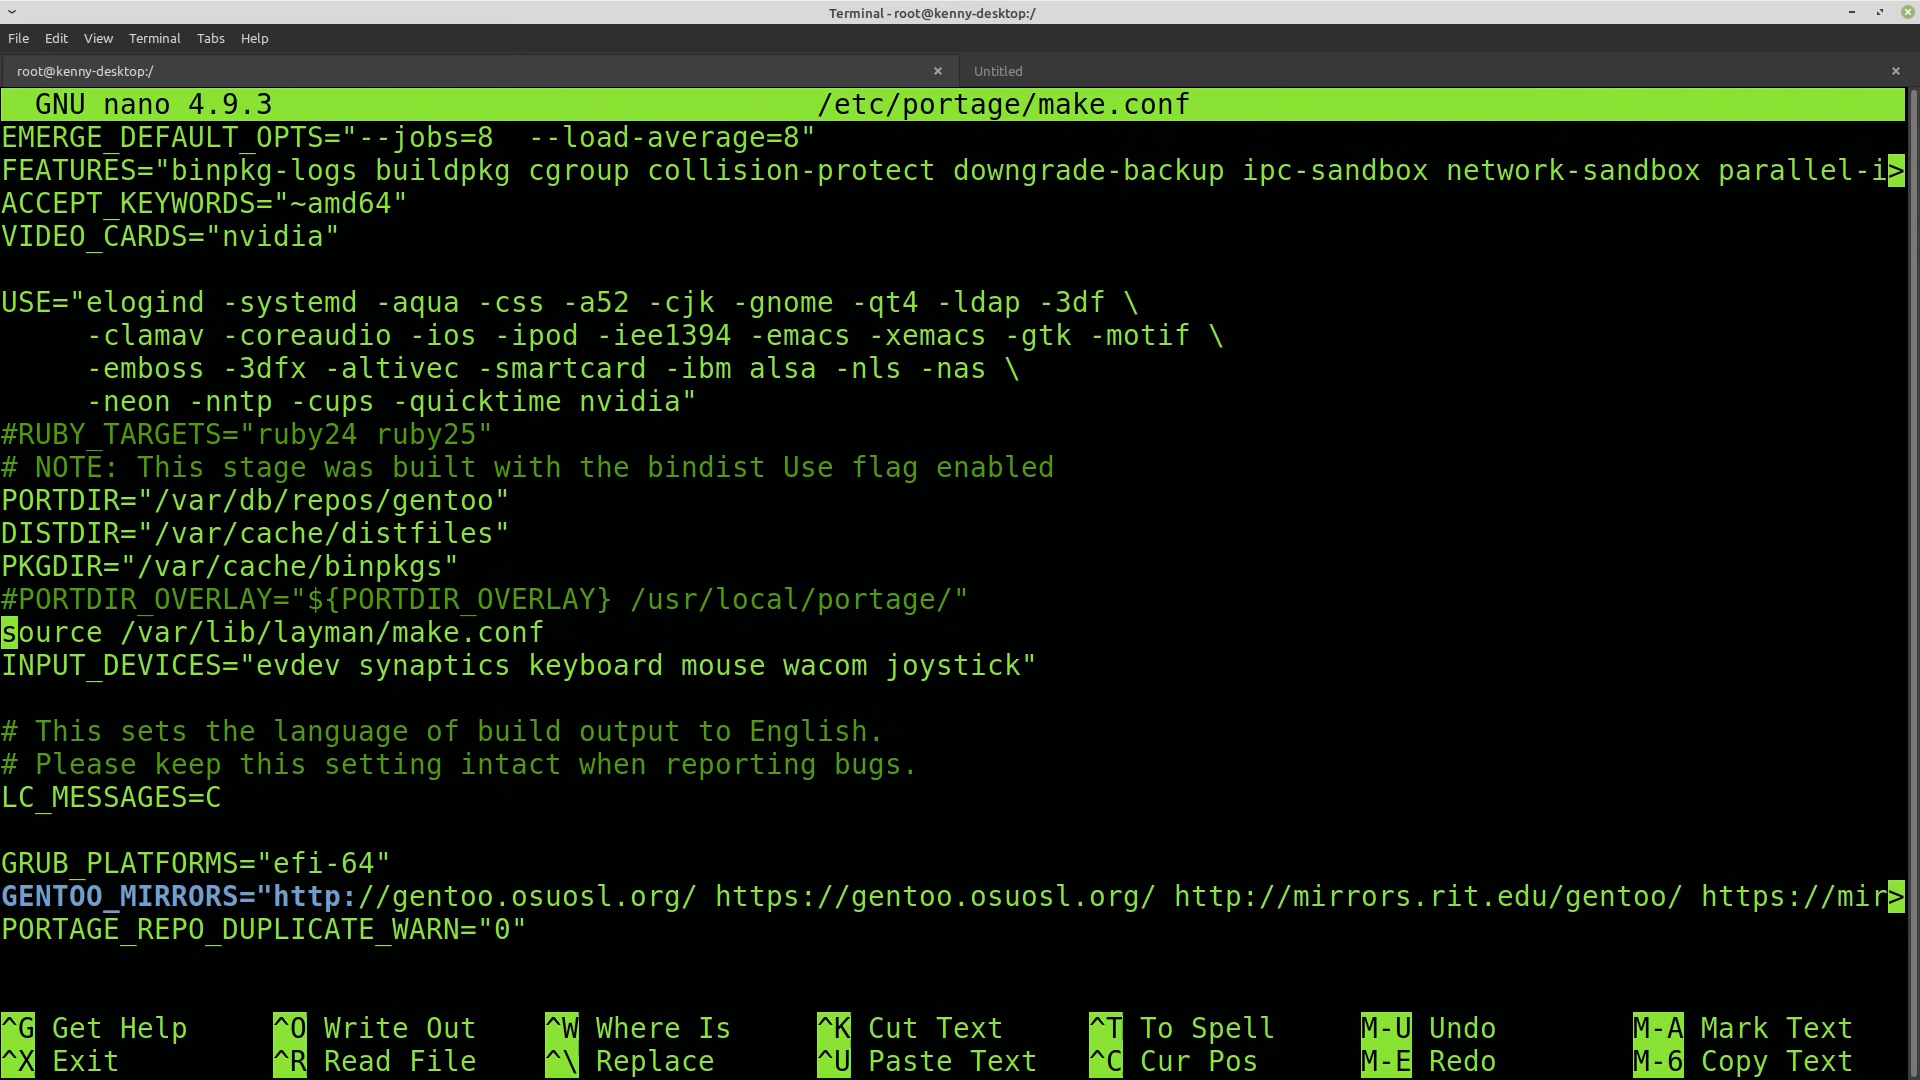 Terminal - root@kenny-desktop:/
File Edit View Terminal Tabs Help
root@kenny-desktop:/ × Untitled ×
GNU nano 4.9.3 /etc/portage/make.conf
EMERGE_DEFAULT_OPTS="--jobs=8  --load-average=8"
FEATURES="binpkg-logs buildpkg cgroup collision-protect downgrade-backup ipc-sandbox network-sandbox parallel-i>
ACCEPT_KEYWORDS="~amd64"
VIDEO_CARDS="nvidia"
USE="elogind -systemd -aqua -css -a52 -cjk -gnome -qt4 -ldap -3df \
-clamav -coreaudio -ios -ipod -iee1394 -emacs -xemacs -gtk -motif \
-emboss -3dfx -altivec -smartcard -ibm alsa -nls -nas \
-neon -nntp -cups -quicktime nvidia"
#RUBY_TARGETS="ruby24 ruby25"
# NOTE: This stage was built with the bindist Use flag enabled
PORTDIR="/var/db/repos/gentoo"
DISTDIR="/var/cache/distfiles"
PKGDIR="/var/cache/binpkgs"
#PORTDIR_OVERLAY="${PORTDIR_OVERLAY} /usr/local/portage/"
source /var/lib/layman/make.conf
INPUT_DEVICES="evdev synaptics keyboard mouse wacom joystick"
# This sets the language of build output to English.
# Please keep this setting intact when reporting bugs.
LC_MESSAGES=C
GRUB_PLATFORMS="efi-64"
GENTOO_MIRRORS="http://gentoo.osuosl.org/ https://gentoo.osuosl.org/ http://mirrors.rit.edu/gentoo/ https://mir>
PORTAGE_REPO_DUPLICATE_WARN="0"
^G Get Help ^O Write Out ^W Where Is ^K Cut Text ^T To Spell M-U Undo M-A Mark Text
^X Exit ^R Read File ^\ Replace ^U Paste Text ^C Cur Pos M-E Redo M-6 Copy Text